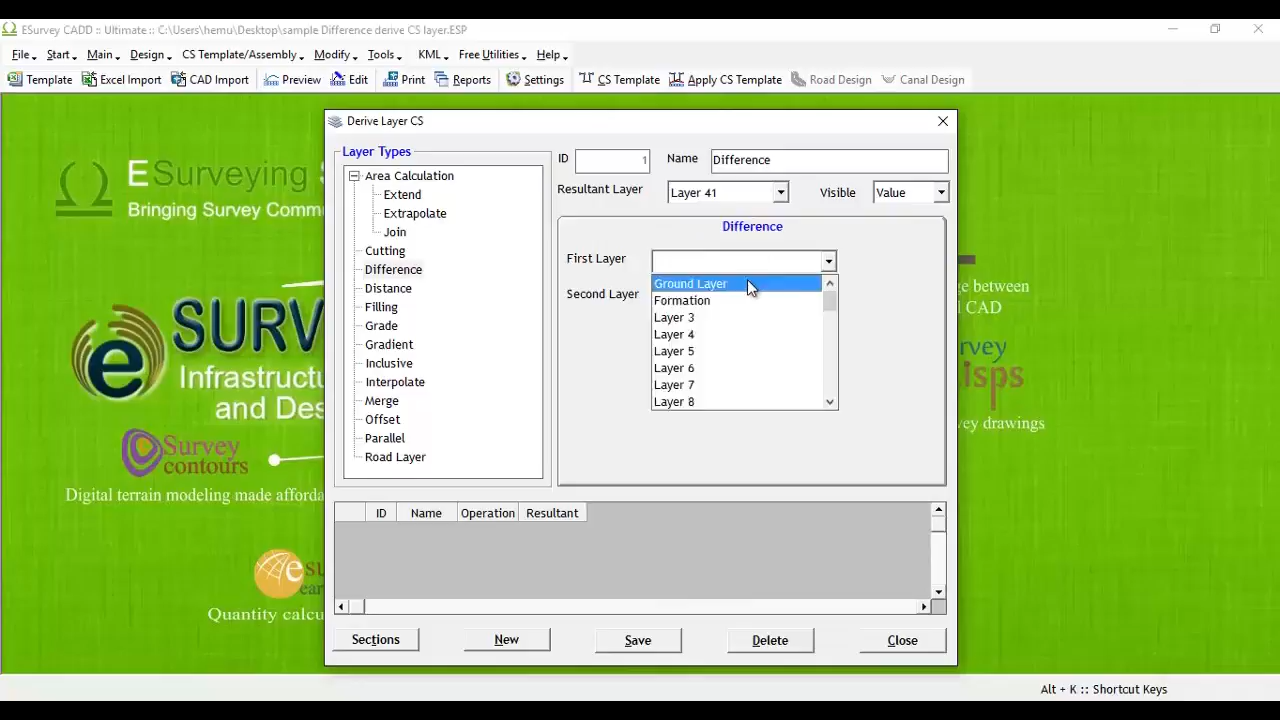 ESurvey CADD :: Ultimate :: C:\Users\hemu\Desktop\sample Difference derive CS layer.ESP
File Start Main Design CS Template/Assembly Modify Tools KML Free Utilities Help
Template Excel Import CAD Import Preview Edit Print Reports Settings CS Template Apply CS Template Road Design Canal Design
Derive Layer CS
Layer Types
Area Calculation
Extend
Extrapolate
Join
Cutting
Difference
Distance
Filling
Grade
Gradient
Inclusive
Interpolate
Merge
Offset
Parallel
Road Layer
ID 1 Name Difference
Resultant Layer Layer 41 Visible Value
Difference
First Layer
Second Layer
Ground Layer
Formation
Layer 3
Layer 4
Layer 5
Layer 6
Layer 7
Layer 8
ID Name Operation Resultant
Sections New Save Delete Close
ESurveying
Bringing Survey Commu
e SURV
Infrastructu
and Des
Survey
contours
Digital terrain modeling made afforda
esu
ear
Quantity calcu
ge between
CAD
rvey
isps
vey drawings
Alt + K :: Shortcut Keys